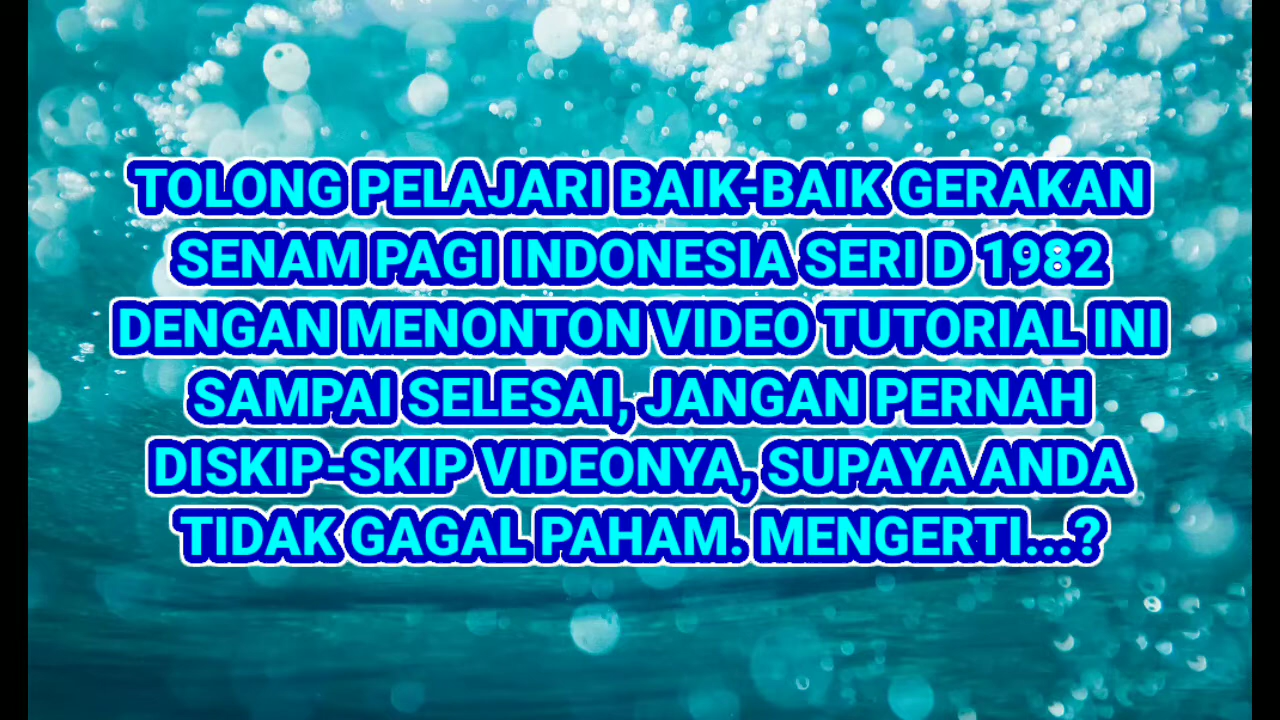 TOLONG PELAJARI BAIK-BAIK GERAKAN
SENAM PAGI INDONESIA SERI D 1982
DENGAN MENONTON VIDEO TUTORIAL INI
SAMPAI SELESAI, JANGAN PERNAH
DISKIP-SKIP VIDEONYA, SUPAYA ANDA
TIDAK GAGAL PAHAM. MENGERTI...?